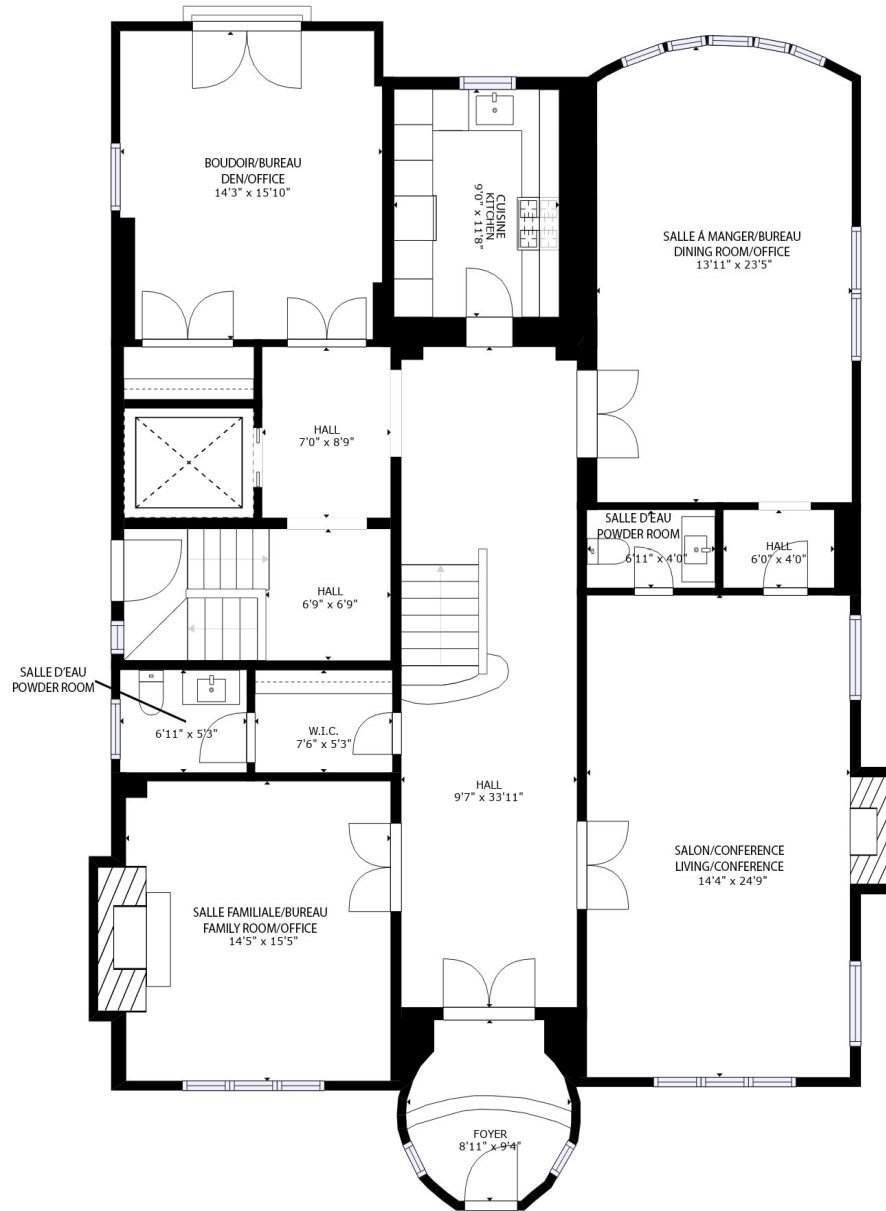 BOUDOIR/BUREAU
DEN/OFFICE
14'3" x 15'10"
CUISINE
KITCHEN
9'0" x 11'8"
SALLE Á MANGER/BUREAU
DINING ROOM/OFFICE
13'11" x 23'5"
HALL
7'0" x 8'9"
SALLE D'EAU
POWDER ROOM
6'11" x 4'0"
HALL
6'0" x 4'0"
HALL
6'9" x 6'9"
SALLE D'EAU
POWDER ROOM
6'11" x 5'3"
W.I.C.
7'6" x 5'3"
HALL
9'7" x 33'11"
SALON/CONFERENCE
LIVING/CONFERENCE
14'4" x 24'9"
SALLE FAMILIALE/BUREAU
FAMILY ROOM/OFFICE
14'5" x 15'5"
FOYER
8'11" x 9'4"